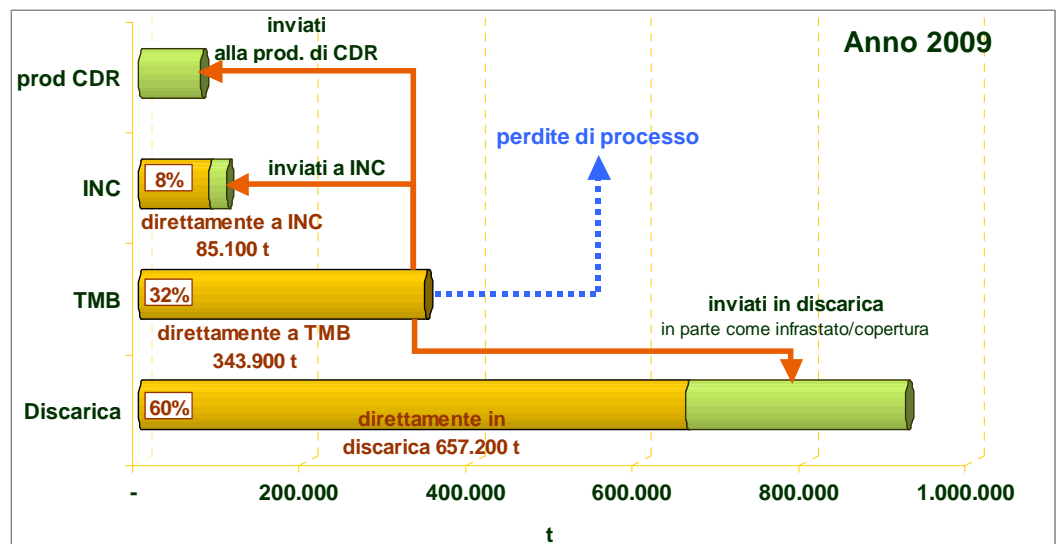 Anno 2009
inviati
alla prod. di CDR
prod CDR
perdite di processo
inviati a INC
INC
8%
direttamente a INC
85.100 t
TMB
32%
inviati in discarica
in parte come infrastato/copertura
direttamente a TMB
343.900 t
Discarica
60%
direttamente in
discarica 657.200 t
- 200.000 400.000 600.000 800.000 1.000.000
t